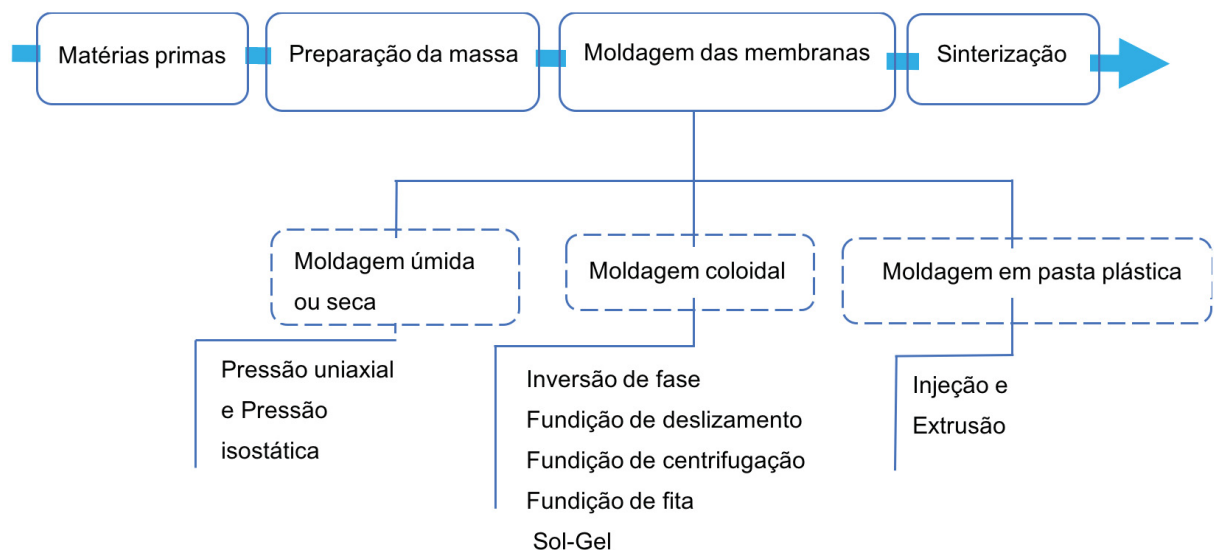 Matérias primas
Preparação da massa
Moldagem das membranas
Sinterização
Moldagem úmida
ou seca
Moldagem coloidal
Moldagem em pasta plástica
Pressão uniaxial
e Pressão
isostática
Inversão de fase
Fundição de deslizamento
Fundição de centrifugação
Fundição de fita
Sol-Gel
Injeção e
Extrusão